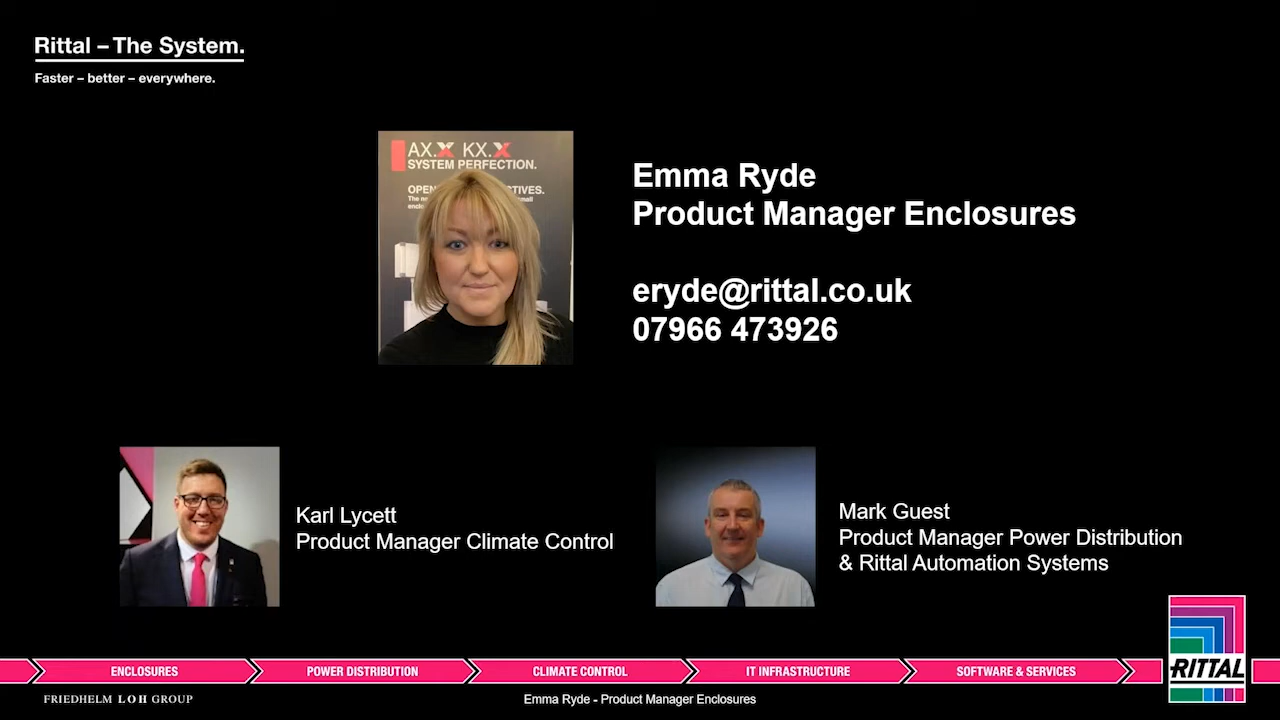 Rittal – The System.
Faster – better – everywhere.
AX.X KX.X
SYSTEM PERFECTION.
Emma Ryde
Product Manager Enclosures
eryde@rittal.co.uk
07966 473926
Karl Lycett
Product Manager Climate Control
Mark Guest
Product Manager Power Distribution
& Rittal Automation Systems
ENCLOSURES
POWER DISTRIBUTION
CLIMATE CONTROL
IT INFRASTRUCTURE
SOFTWARE & SERVICES
RITTAL
FRIEDHELM LOH GROUP
Emma Ryde - Product Manager Enclosures